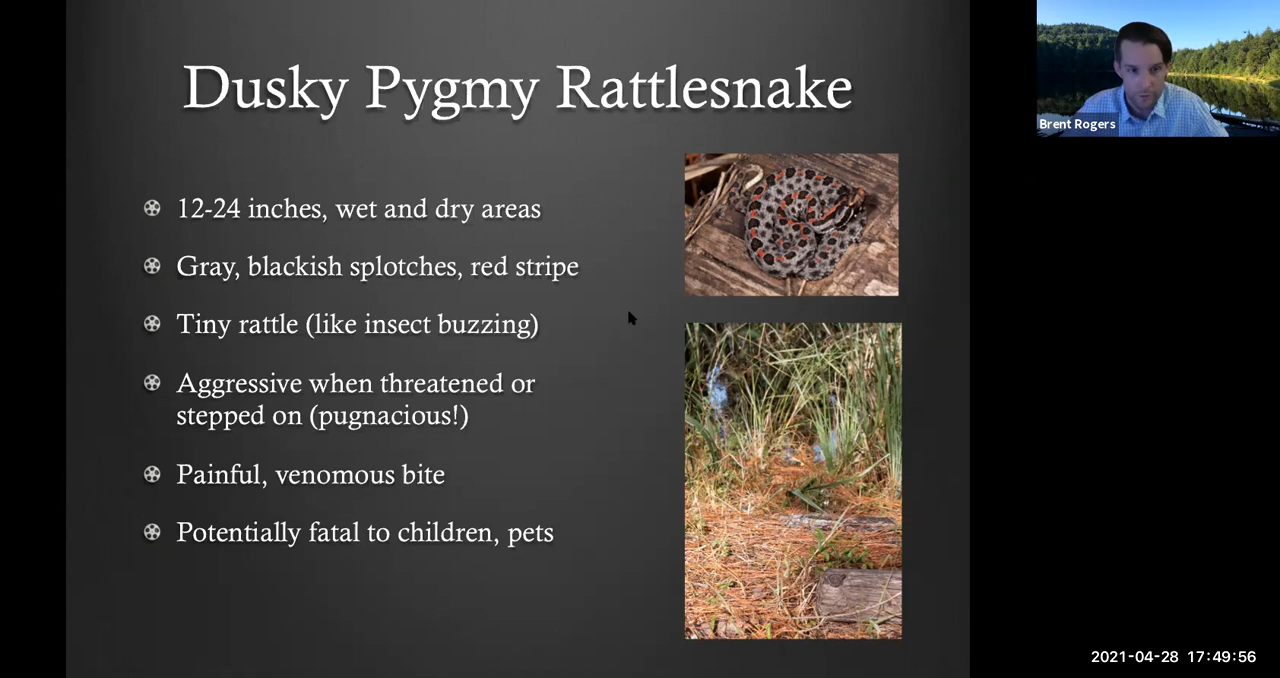 Dusky Pygmy Rattlesnake
12-24 inches, wet and dry areas
Gray, blackish splotches, red stripe
Tiny rattle (like insect buzzing)
Aggressive when threatened or
stepped on (pugnacious!)
Painful, venomous bite
Potentially fatal to children, pets
Brent Rogers
2021-04-28 17:49:56